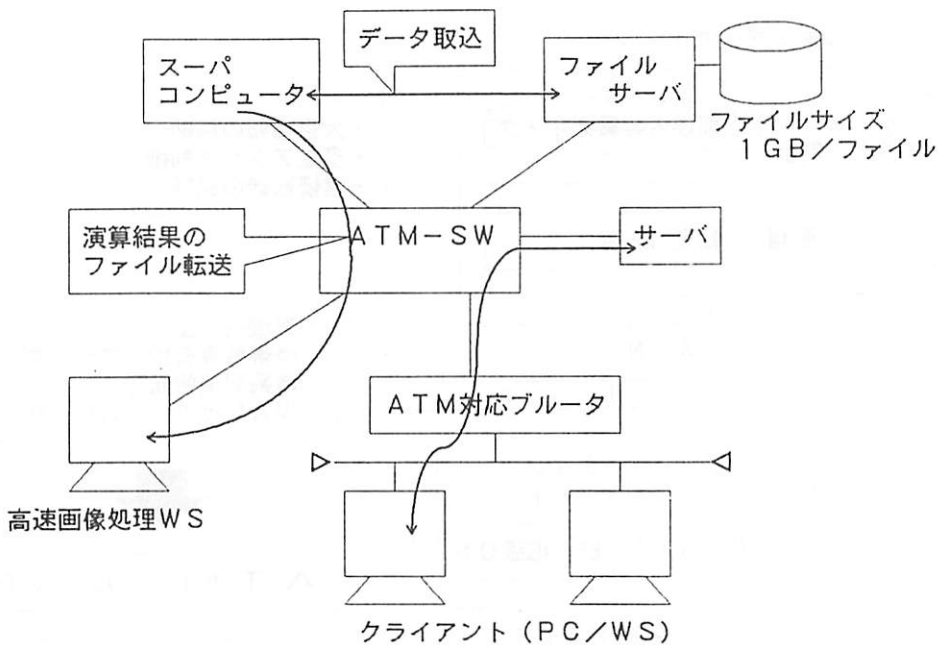 データ取込
スーパ
コンピュータ
ファイル
サーバ
ファイルサイズ
1GB/ファイル
演算結果の
ファイル転送
ATM-SW
サーバ
ATM対応ブルータ
高速画像処理WS
クライアント(PC/WS)